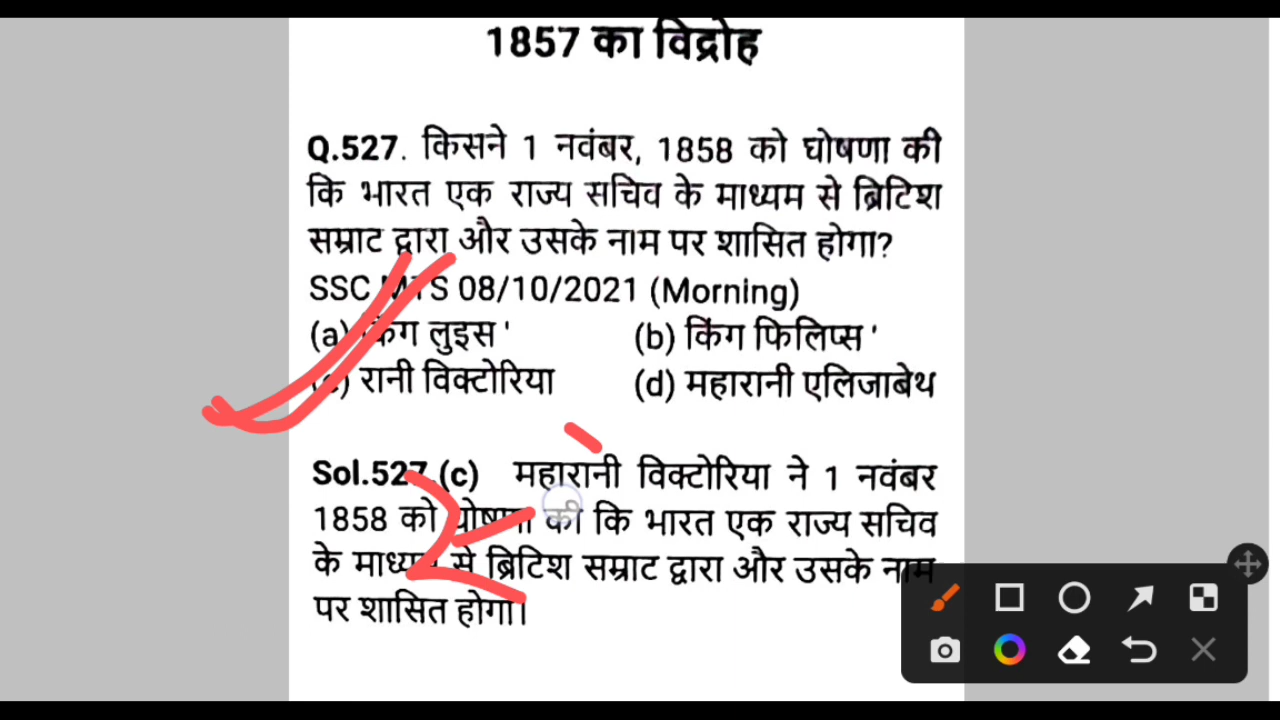 1857 का विद्रोह
Q.527. किसने 1 नवंबर, 1858 को घोषणा की
कि भारत एक राज्य सचिव के माध्यम से ब्रिटिश
सम्राट द्वारा और उसके नाम पर शासित होगा?
SSC MTS 08/10/2021 (Morning)
(a) किंग लुइस ' (b) किंग फिलिप्स '
(c) रानी विक्टोरिया (d) महारानी एलिजाबेथ
Sol.527.(c) महारानी विक्टोरिया ने 1 नवंबर
1858 को घोषणा की कि भारत एक राज्य सचिव
के माध्यम से ब्रिटिश सम्राट द्वारा और उसके नाम
पर शासित होगा।